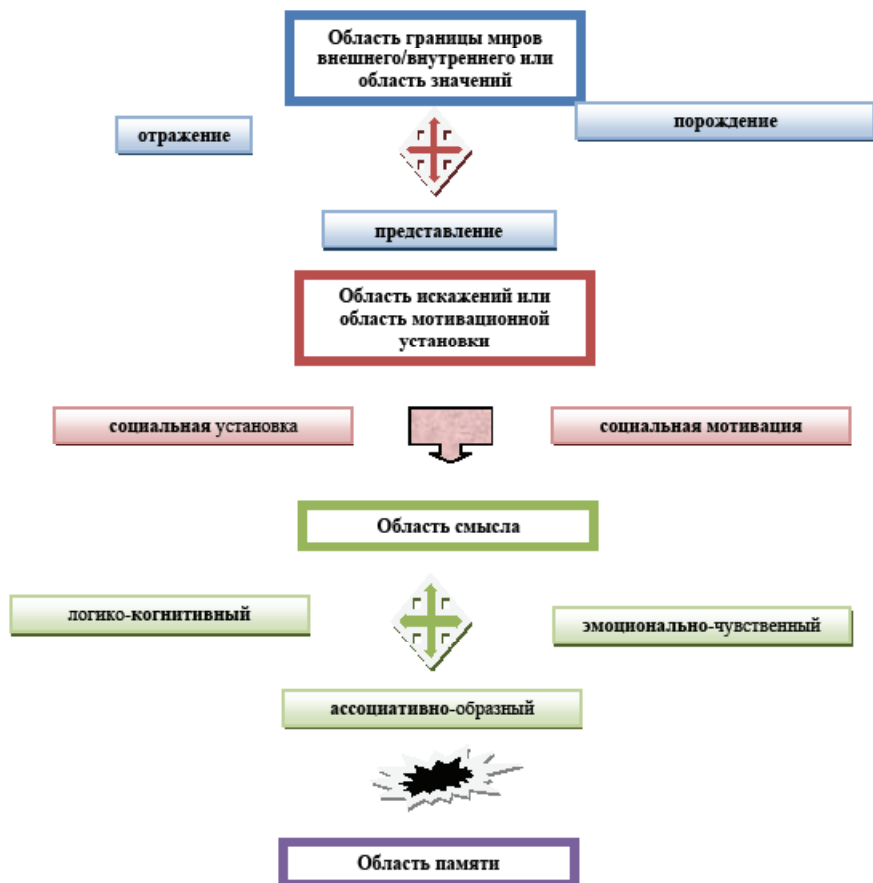 Область границы миров
внешнего/внутреннего или
область значений
отражение
порождение
представление
Область искажений или
область мотивационной
установки
социальная установка
социальная мотивация
Область смысла
логико-когнитивный
эмоционально-чувственный
ассоциативно-образный
Область памяти